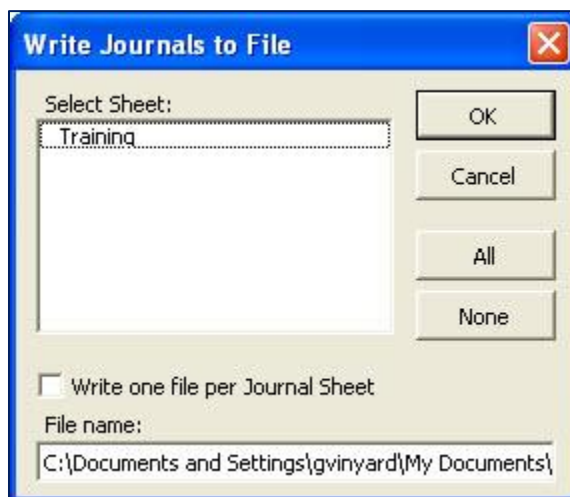 Write Journals to File
Select Sheet:
Training
OK
Cancel
All
None
Write one file per Journal Sheet
File name:
C:\Documents and Settings\gvinyard\My Documents\